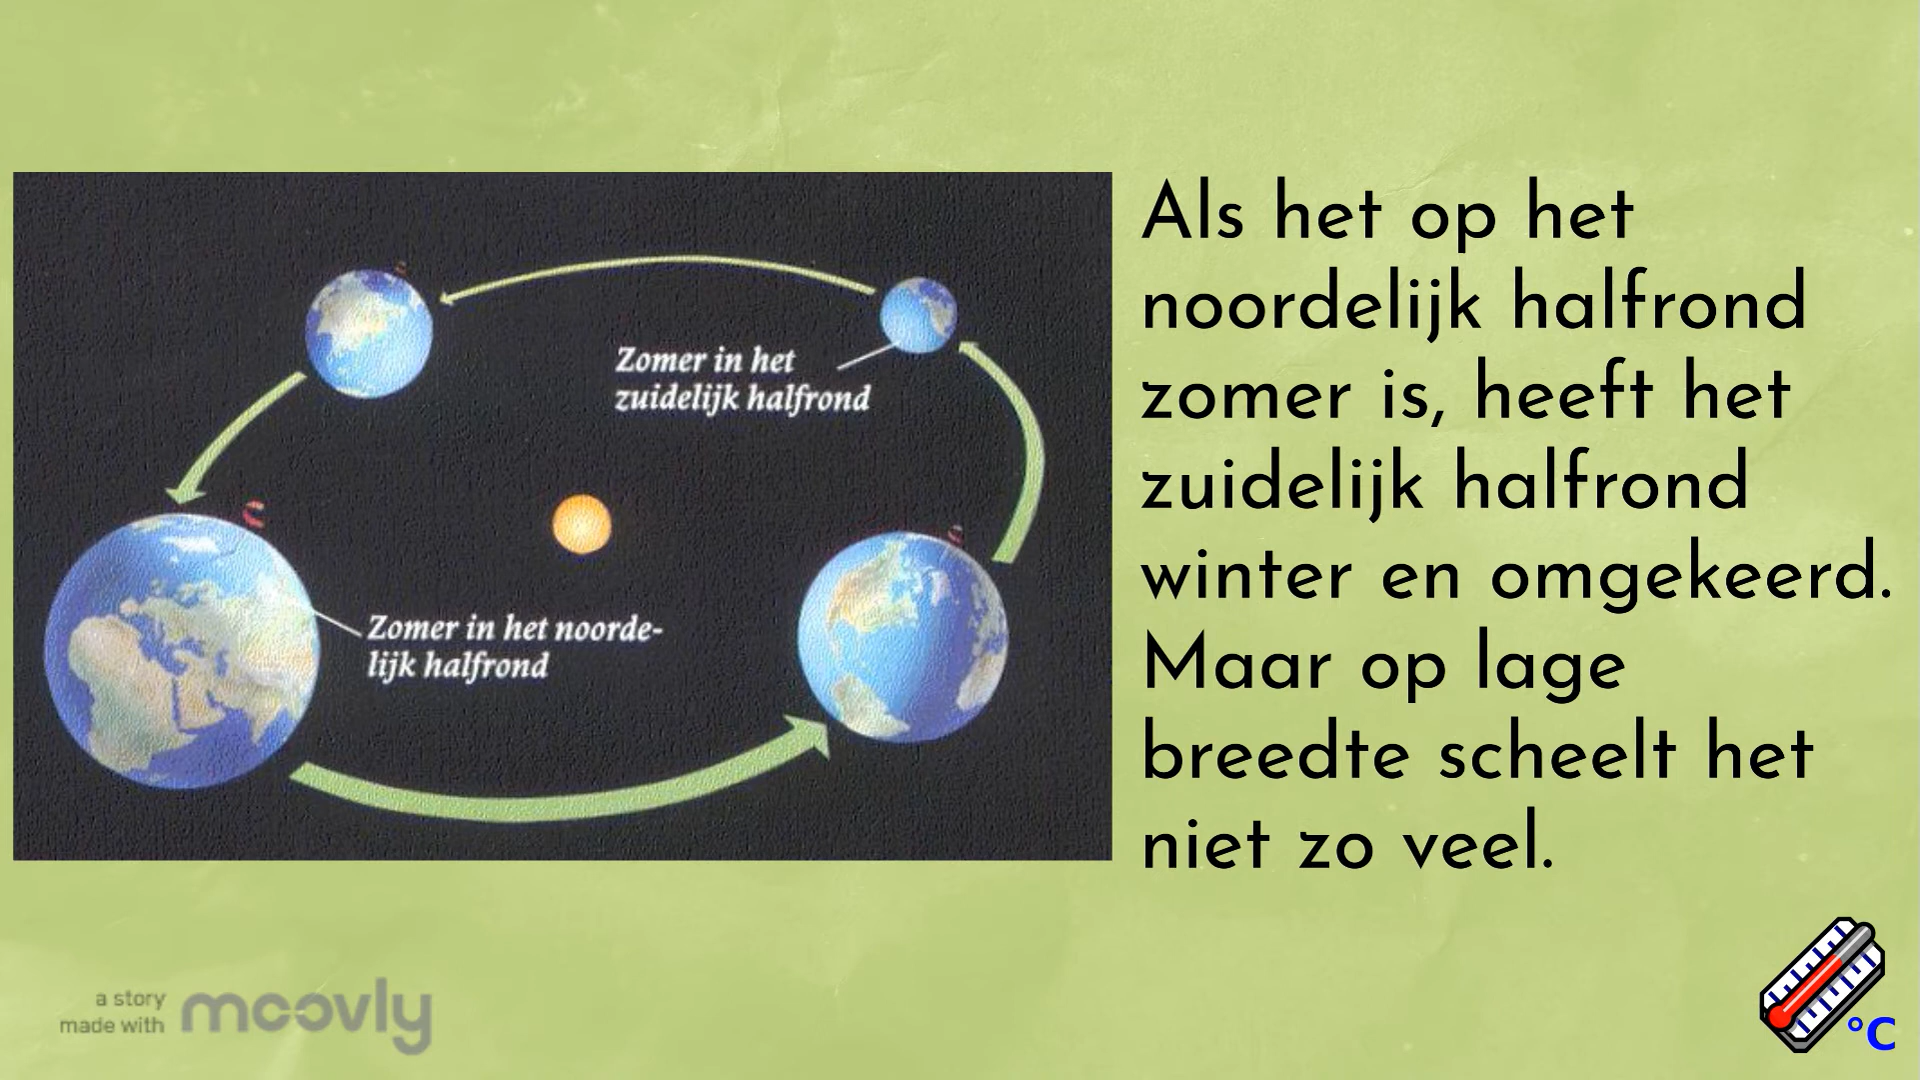 Als het op het
noordelijk halfrond
zomer is, heeft het
zuidelijk halfrond
winter en omgekeerd.
Maar op lage
breedte scheelt het
niet zo veel.
Zomer in het
zuidelijk halfrond
Zomer in het noorde-
lijk halfrond
a story
made with
moovly
°C